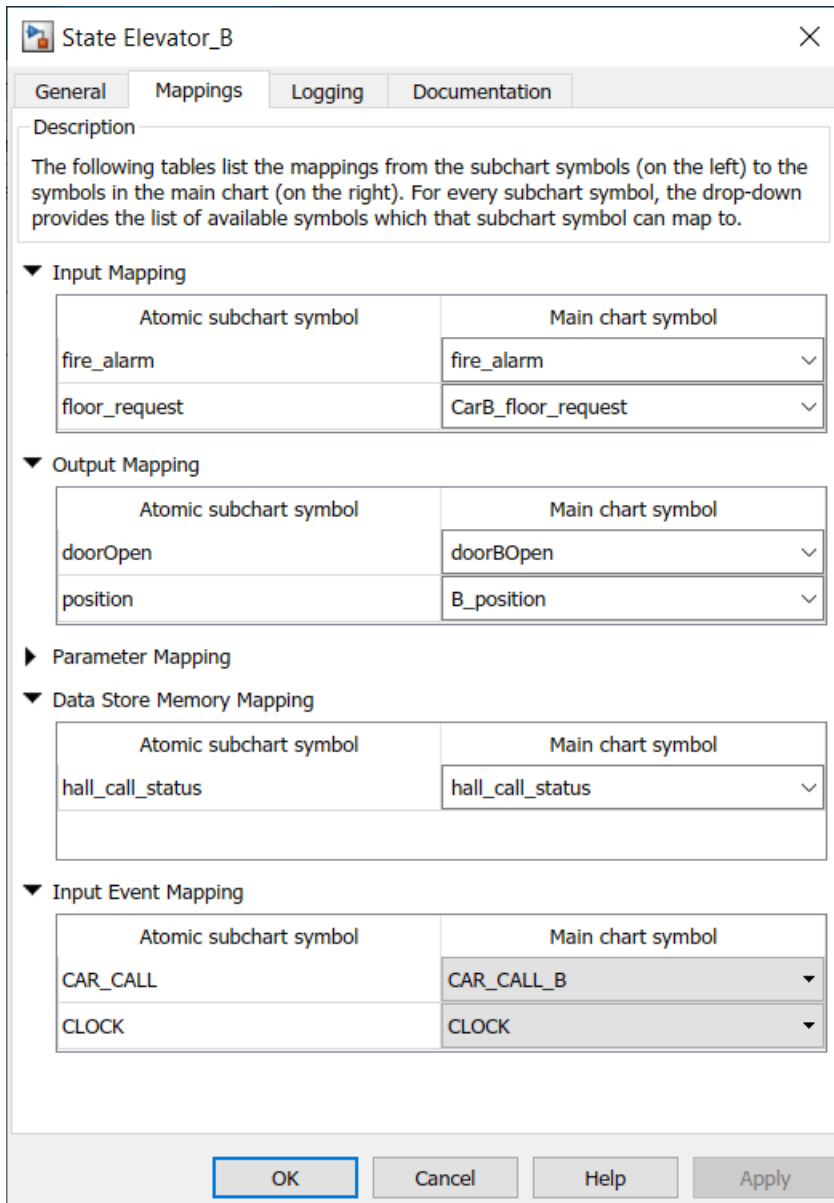 State Elevator_B
General Mappings Logging Documentation
Description
The following tables list the mappings from the subchart symbols (on the left) to the
symbols in the main chart (on the right). For every subchart symbol, the drop-down
provides the list of available symbols which that subchart symbol can map to.
Input Mapping
Atomic subchart symbol Main chart symbol
fire_alarm fire_alarm
floor_request CarB_floor_request
Output Mapping
Atomic subchart symbol Main chart symbol
doorOpen doorBOpen
position B_position
Parameter Mapping
Data Store Memory Mapping
Atomic subchart symbol Main chart symbol
hall_call_status hall_call_status
Input Event Mapping
Atomic subchart symbol Main chart symbol
CAR_CALL CAR_CALL_B
CLOCK CLOCK
OK Cancel Help Apply